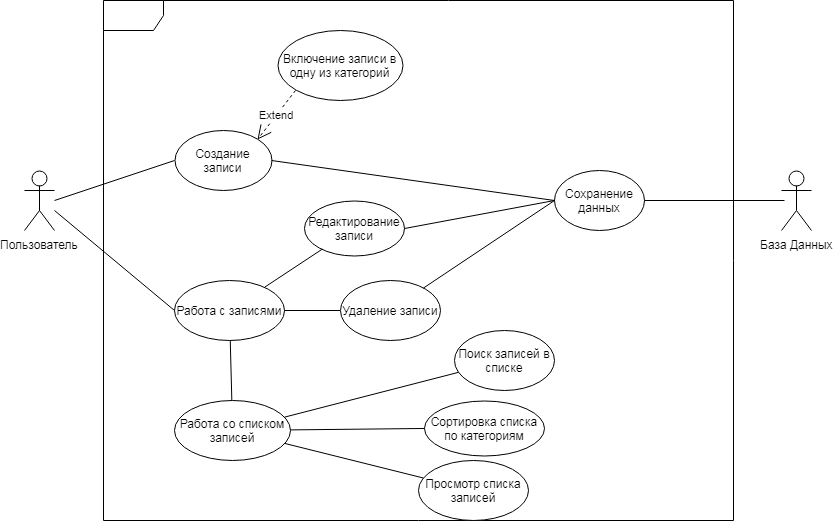 Включение записи в
одну из категорий
Extend
Создание
записи
Сохранение
данных
Редактирование
записи
Пользователь
База Данных
Работа с записями
Удаление записи
Поиск записей в
списке
Работа со списком
записей
Сортировка списка
по категориям
Просмотр списка
записей